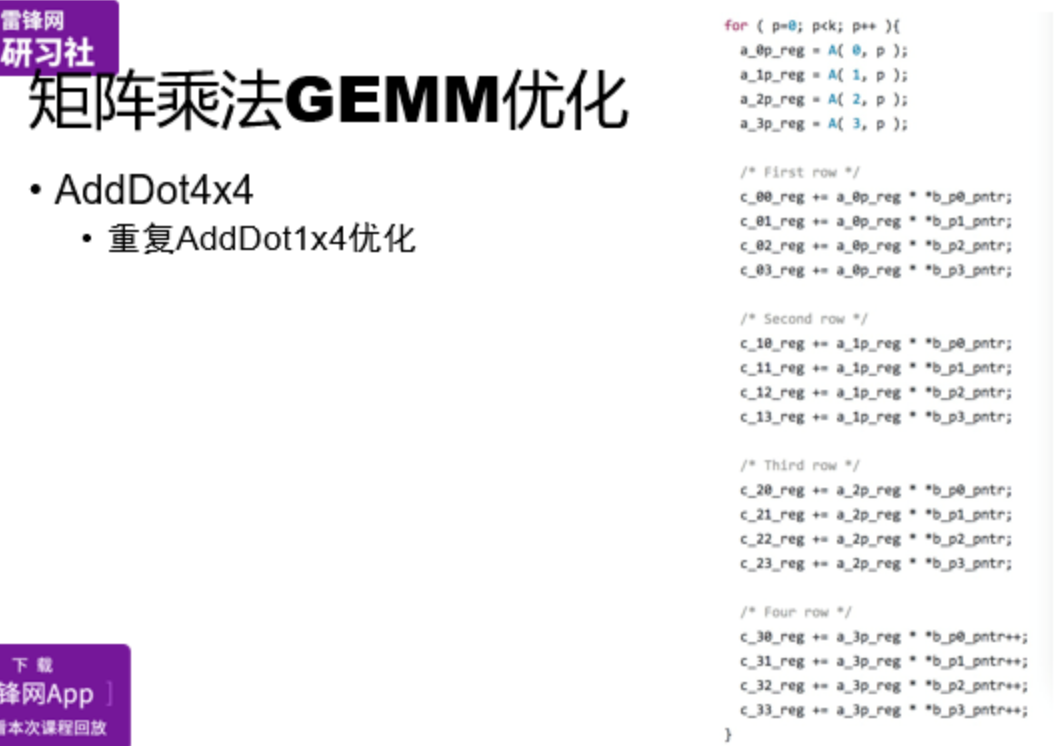 雷锋网
研习社
矩阵乘法GEMM优化
• AddDot4x4
• 重复AddDot1x4优化
for ( p=0; p<k; p++ ){
a_0p_reg = A( 0, p );
a_1p_reg = A( 1, p );
a_2p_reg = A( 2, p );
a_3p_reg = A( 3, p );
/* First row */
c_00_reg += a_0p_reg * *b_p0_pntr;
c_01_reg += a_0p_reg * *b_p1_pntr;
c_02_reg += a_0p_reg * *b_p2_pntr;
c_03_reg += a_0p_reg * *b_p3_pntr;
/* Second row */
c_10_reg += a_1p_reg * *b_p0_pntr;
c_11_reg += a_1p_reg * *b_p1_pntr;
c_12_reg += a_1p_reg * *b_p2_pntr;
c_13_reg += a_1p_reg * *b_p3_pntr;
/* Third row */
c_20_reg += a_2p_reg * *b_p0_pntr;
c_21_reg += a_2p_reg * *b_p1_pntr;
c_22_reg += a_2p_reg * *b_p2_pntr;
c_23_reg += a_2p_reg * *b_p3_pntr;
/* Four row */
c_30_reg += a_3p_reg * *b_p0_pntr++;
c_31_reg += a_3p_reg * *b_p1_pntr++;
c_32_reg += a_3p_reg * *b_p2_pntr++;
c_33_reg += a_3p_reg * *b_p3_pntr++;
}
下 载
锋网App ]
本次课程回放